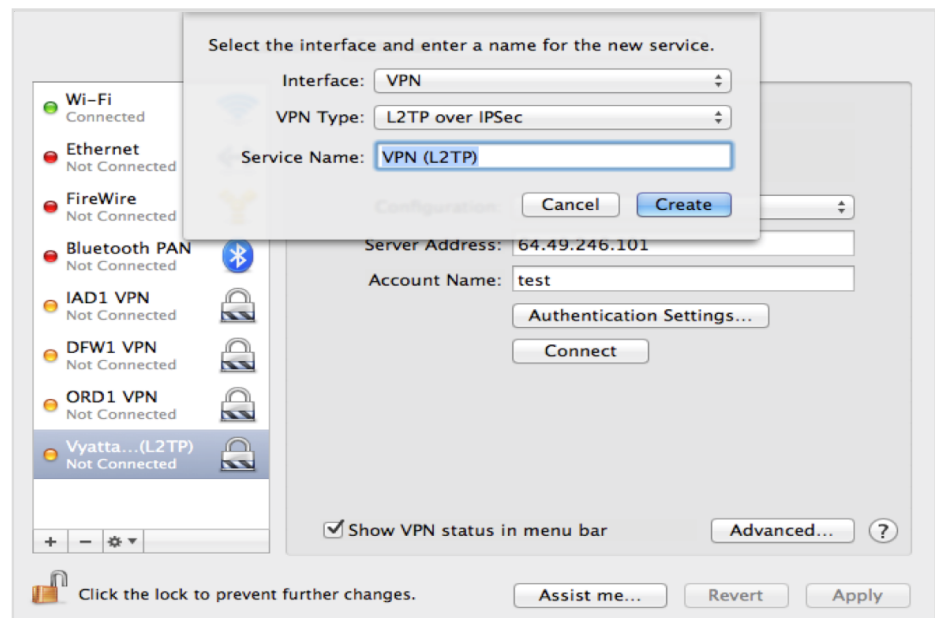 Select the interface and enter a name for the new service.
Interface: VPN
VPN Type: L2TP over IPSec
Service Name: VPN (L2TP)
Cancel Create
Wi-Fi
Connected
Ethernet
Not Connected
FireWire
Not Connected
Bluetooth PAN
Not Connected
IAD1 VPN
Not Connected
DFW1 VPN
Not Connected
ORD1 VPN
Not Connected
Vyatta...(L2TP)
Not Connected
Configuration:
Server Address: 64.49.246.101
Account Name: test
Authentication Settings...
Connect
Show VPN status in menu bar
Advanced... ?
Click the lock to prevent further changes.
Assist me... Revert Apply